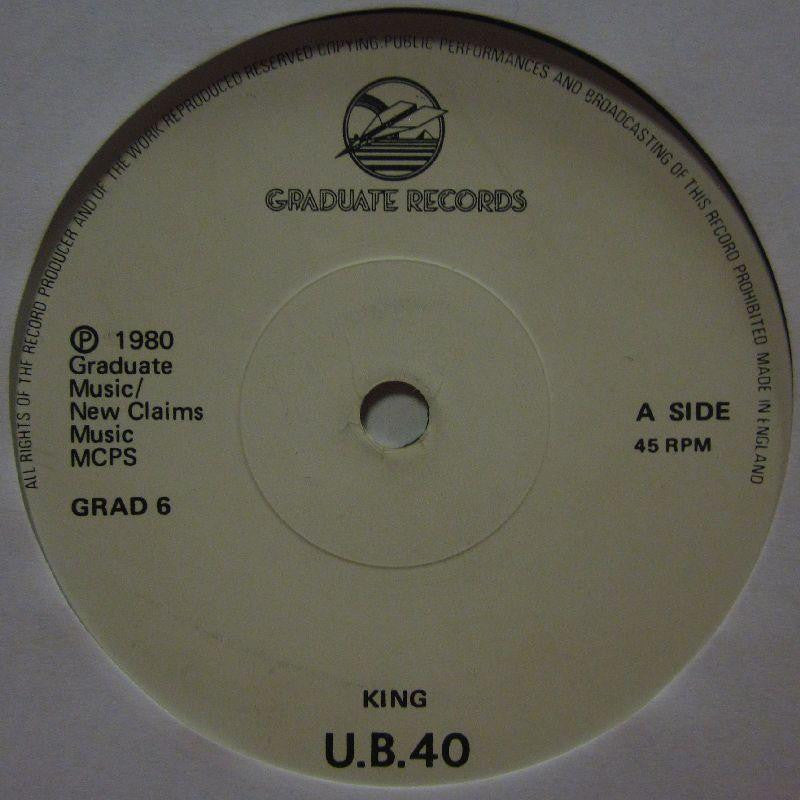 ALL RIGHTS OF THE RECORD PRODUCER AND OF THE WORK REPRODUCED RESERVED COPYING, PUBLIC PERFORMANCES AND BROADCASTING OF THIS RECORD PROHIBITED MADE IN ENGLAND
GRADUATE RECORDS
℗ 1980
Graduate
Music/
New Claims
Music
MCPS
GRAD 6
A SIDE
45 RPM
KING
U.B.40